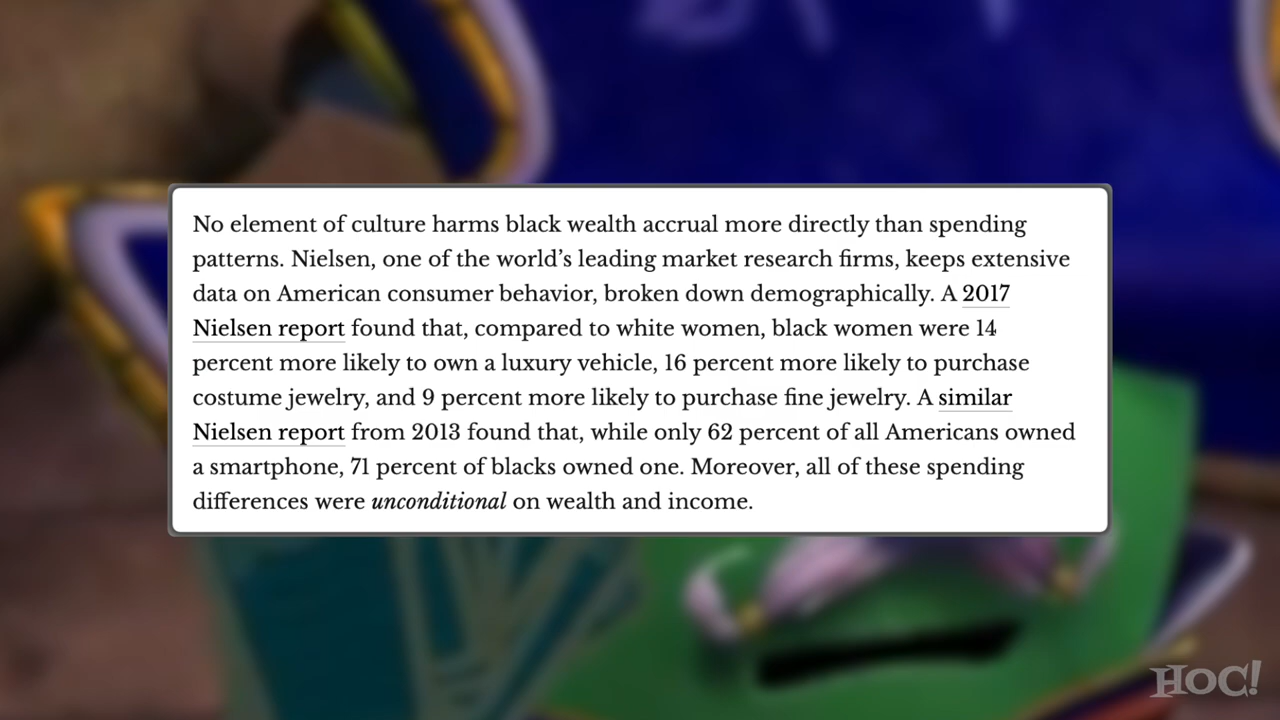 No element of culture harms black wealth accrual more directly than spending
patterns. Nielsen, one of the world’s leading market research firms, keeps extensive
data on American consumer behavior, broken down demographically. A 2017
Nielsen report found that, compared to white women, black women were 14
percent more likely to own a luxury vehicle, 16 percent more likely to purchase
costume jewelry, and 9 percent more likely to purchase fine jewelry. A similar
Nielsen report from 2013 found that, while only 62 percent of all Americans owned
a smartphone, 71 percent of blacks owned one. Moreover, all of these spending
differences were unconditional on wealth and income.
HOC!